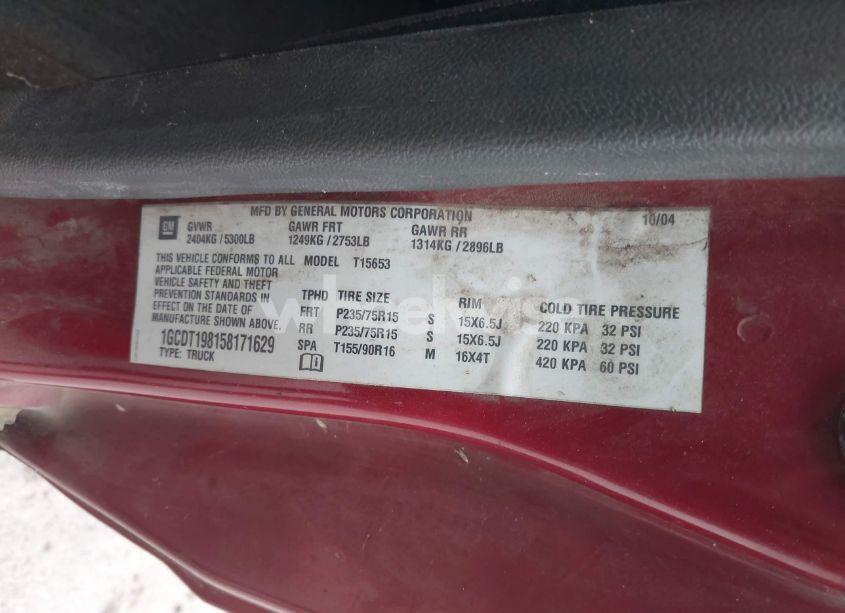 MFD BY GENERAL MOTORS CORPORATION 10/04
GM GVWR GAWR FRT GAWR RR
2404KG / 5300LB 1249KG / 2753LB 1314KG / 2896LB
THIS VEHICLE CONFORMS TO ALL MODEL T15653
APPLICABLE FEDERAL MOTOR
VEHICLE SAFETY AND THEFT
PREVENTION STANDARDS IN
EFFECT ON THE DATE OF
MANUFACTURE SHOWN ABOVE.
1GCDT198158171629
TYPE: TRUCK
TPHD TIRE SIZE RIM COLD TIRE PRESSURE
FRT P235/75R15 S 15X6.5J 220 KPA 32 PSI
RR P235/75R15 S 15X6.5J 220 KPA 32 PSI
SPA T155/90R16 M 16X4T 420 KPA 60 PSI